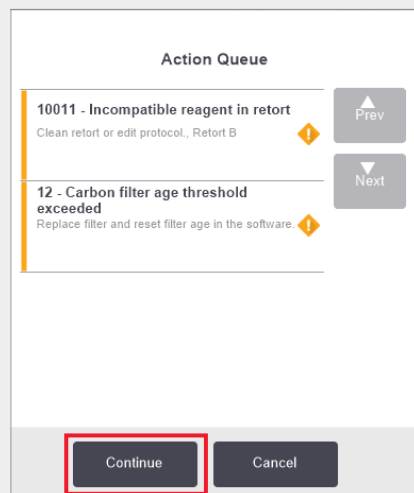 Action Queue
10011 - Incompatible reagent in retort
Clean retort or edit protocol., Retort B
Prev
12 - Carbon filter age threshold
exceeded
Replace filter and reset filter age in the software.
Next
Continue
Cancel